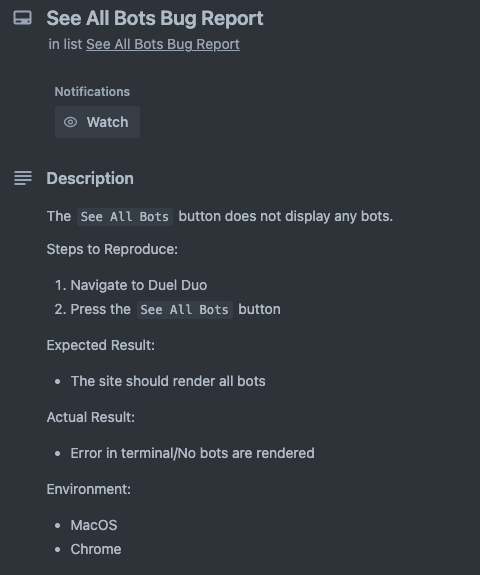 See All Bots Bug Report
in list See All Bots Bug Report
Notifications
Watch
Description
The See All Bots button does not display any bots.
Steps to Reproduce:
1. Navigate to Duel Duo
2. Press the See All Bots button
Expected Result:
• The site should render all bots
Actual Result:
• Error in terminal/No bots are rendered
Environment:
• MacOS
• Chrome